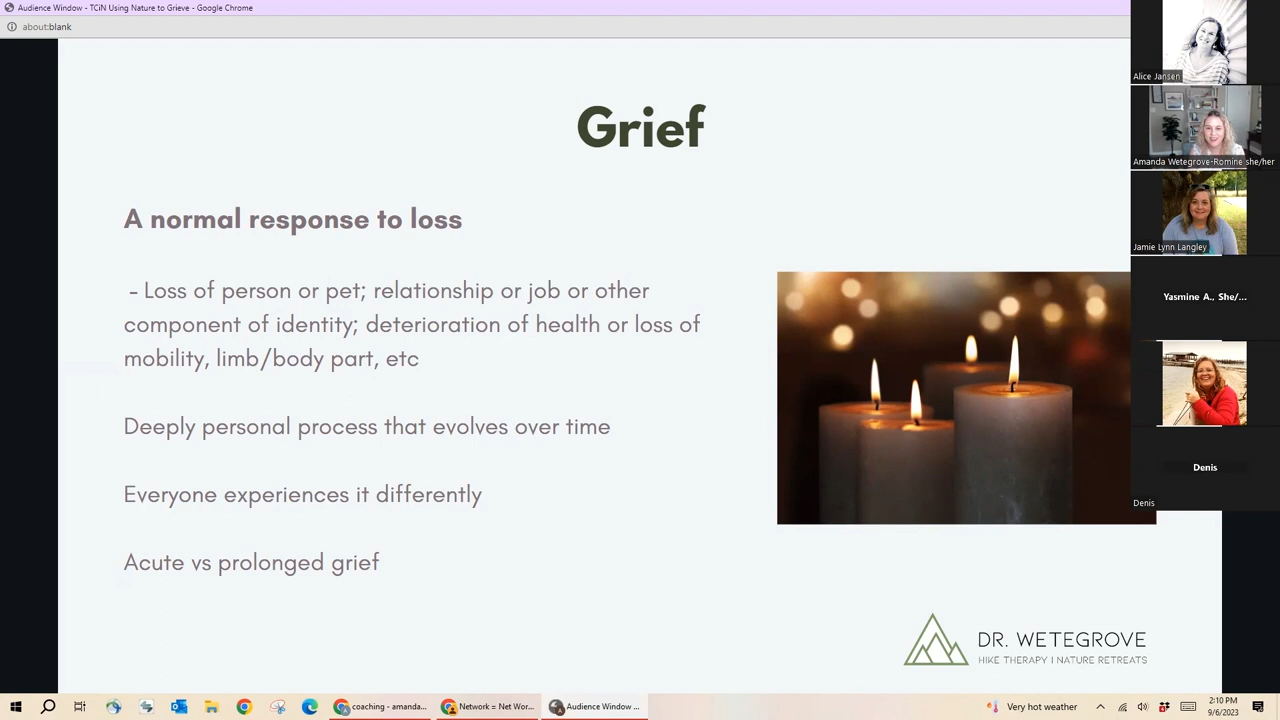 Audience Window - TCiN Using Nature to Grieve - Google Chrome
about:blank
Grief
A normal response to loss
- Loss of person or pet; relationship or job or other
component of identity; deterioration of health or loss of
mobility, limb/body part, etc
Deeply personal process that evolves over time
Everyone experiences it differently
Acute vs prolonged grief
DR. WETEGROVE
HIKE THERAPY | NATURE RETREATS
Alice Jansen
Amanda Wetegrove-Romine she/her
Jamie Lynn Langley
Yasmine A., She/...
Denis
Denis
coaching - amanda...
Network = Net Wor...
Audience Window ...
Very hot weather
2:10 PM
9/6/2023